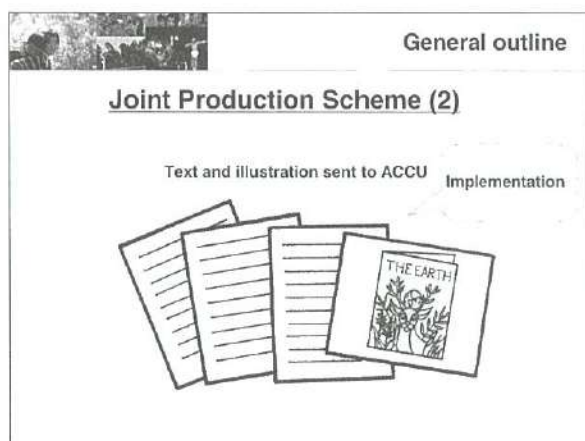 General outline
Joint Production Scheme (2)
Text and illustration sent to ACCU
Implementation
THE EARTH